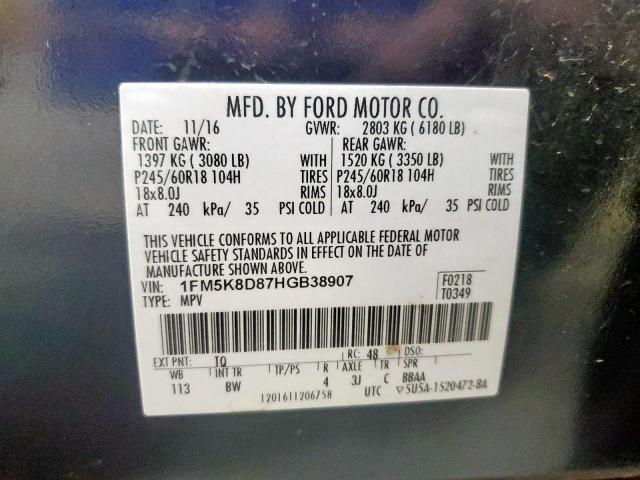 MFD. BY FORD MOTOR CO.
DATE: 11/16 GVWR: 2803 KG ( 6180 LB)
FRONT GAWR: REAR GAWR:
1397 KG ( 3080 LB) WITH 1520 KG ( 3350 LB) WITH
P245/60R18 104H TIRES P245/60R18 104H TIRES
18x8.0J RIMS 18x8.0J RIMS
AT 240 kPa/ 35 PSI COLD AT 240 kPa/ 35 PSI COLD
THIS VEHICLE CONFORMS TO ALL APPLICABLE FEDERAL MOTOR
VEHICLE SAFETY STANDARDS IN EFFECT ON THE DATE OF
MANUFACTURE SHOWN ABOVE.
VIN: 1FM5K8D87HGB38907 F0218
TYPE: MPV T0349
EXT PNT: TQ RC: 48 DSO:
WB INT TR TP/PS R AXLE TR SPR
113 BW 4 3J C BBAA
1201611206758 UTC ▽5U5A-1520472-BA